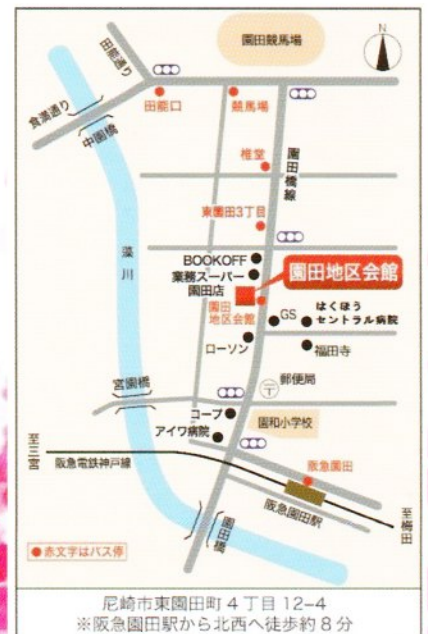 N
園田競馬場
田能通り
食満通り
中園橋
田能口
競馬場
椎堂
園田橋線
東園田3丁目
藻川
BOOKOFF
業務スーパー
園田店
園田地区会館
園田
地区会館
GS
はくほう
セントラル病院
ローソン
福田寺
宮園橋
〒
郵便局
コープ
園和小学校
アイワ病院
至三宮
阪急電鉄神戸線
阪急園田
阪急園田駅
至梅田
園田橋
●赤文字はバス停
尼崎市東園田町4丁目12−4
※阪急園田駅から北西へ徒歩約8分